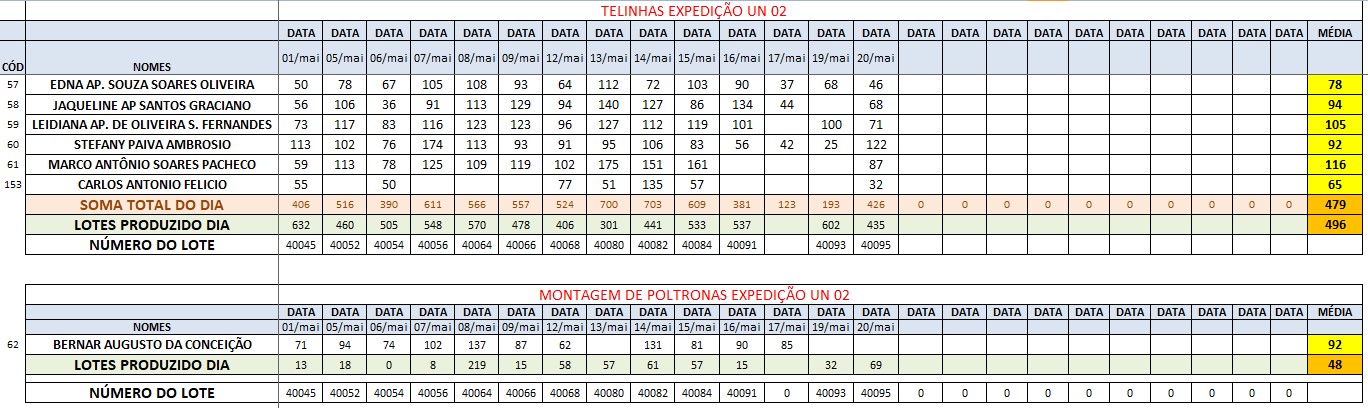 TELINHAS EXPEDIÇÃO UN 02
DATA DATA DATA DATA DATA DATA DATA DATA DATA DATA DATA DATA DATA DATA DATA DATA DATA DATA DATA DATA DATA DATA DATA MÉDIA
CÓD NOMES 01/mai 05/mai 06/mai 07/mai 08/mai 09/mai 12/mai 13/mai 14/mai 15/mai 16/mai 17/mai 19/mai 20/mai
57 EDNA AP. SOUZA SOARES OLIVEIRA 50 78 67 105 108 93 64 112 72 103 90 37 68 46 78
58 JAQUELINE AP SANTOS GRACIANO 56 106 36 91 113 129 94 140 127 86 134 44 68 94
59 LEIDIANA AP. DE OLIVEIRA S. FERNANDES 73 117 83 116 123 123 96 127 112 119 101 100 71 105
60 STEFANY PAIVA AMBROSIO 113 102 76 174 113 93 91 95 106 83 56 42 25 122 92
61 MARCO ANTÔNIO SOARES PACHECO 59 113 78 125 109 119 102 175 151 161 87 116
153 CARLOS ANTONIO FELICIO 55 50 77 51 135 57 32 65
SOMA TOTAL DO DIA 406 516 390 611 566 557 524 700 703 609 381 123 193 426 0 0 0 0 0 0 0 0 0 479
LOTES PRODUZIDO DIA 632 460 505 548 570 478 406 301 441 533 537 602 435 496
NÚMERO DO LOTE 40045 40052 40054 40056 40064 40066 40068 40080 40082 40084 40091 40093 40095
MONTAGEM DE POLTRONAS EXPEDIÇÃO UN 02
DATA DATA DATA DATA DATA DATA DATA DATA DATA DATA DATA DATA DATA DATA DATA DATA DATA DATA DATA DATA DATA DATA DATA MÉDIA
NOMES 01/mai 05/mai 06/mai 07/mai 08/mai 09/mai 12/mai 13/mai 14/mai 15/mai 16/mai 17/mai 19/mai 20/mai
62 BERNAR AUGUSTO DA CONCEIÇÃO 71 94 74 102 137 87 62 131 81 90 85 92
LOTES PRODUZIDO DIA 13 18 0 8 219 15 58 57 61 57 15 32 69 48
NÚMERO DO LOTE 40045 40052 40054 40056 40064 40066 40068 40080 40082 40084 40091 0 40093 40095 0 0 0 0 0 0 0 0 0